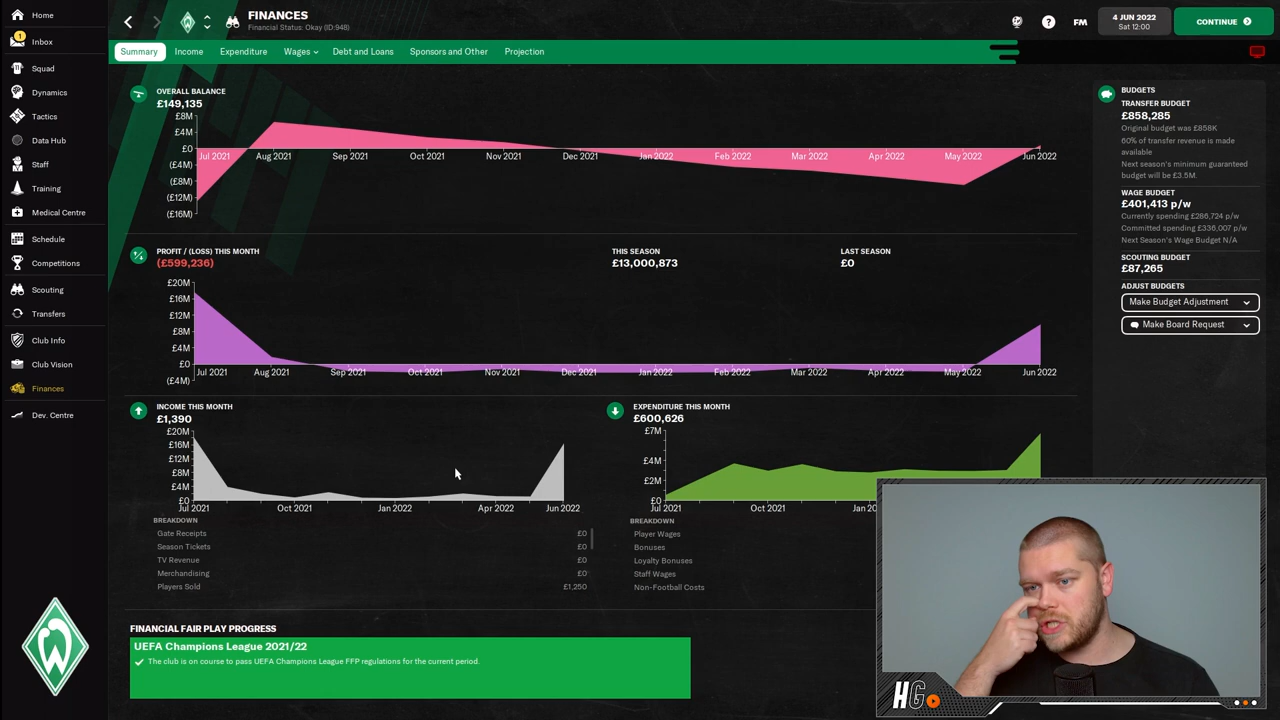 Home
1
Inbox
Squad
Dynamics
Tactics
Data Hub
Staff
Training
Medical Centre
Schedule
Competitions
Scouting
Transfers
Club Info
Club Vision
Finances
Dev. Centre
FINANCES
Financial Status: Okay (ID:948)
?
FM
4 JUN 2022
Sat 12:00
CONTINUE
Summary
Income
Expenditure
Wages
Debt and Loans
Sponsors and Other
Projection
OVERALL BALANCE
£149,135
£8M
£4M
£0
(£4M)
(£8M)
(£12M)
(£16M)
Jul 2021 Aug 2021 Sep 2021 Oct 2021 Nov 2021 Dec 2021 Jan 2022 Feb 2022 Mar 2022 Apr 2022 May 2022 Jun 2022
PROFIT / (LOSS) THIS MONTH
(£599,236)
THIS SEASON
£13,000,873
LAST SEASON
£0
£20M
£16M
£12M
£8M
£4M
£0
(£4M)
Jul 2021 Aug 2021 Sep 2021 Oct 2021 Nov 2021 Dec 2021 Jan 2022 Feb 2022 Mar 2022 Apr 2022 May 2022 Jun 2022
INCOME THIS MONTH
£1,390
£20M
£16M
£12M
£8M
£4M
£0
Jul 2021 Oct 2021 Jan 2022 Apr 2022 Jun 2022
BREAKDOWN
Gate Receipts £0
Season Tickets £0
TV Revenue £0
Merchandising £0
Players Sold £1,250
EXPENDITURE THIS MONTH
£600,626
£7M
£4M
£2M
£0
Jul 2021 Oct 2021
BREAKDOWN
Player Wages
Bonuses
Loyalty Bonuses
Staff Wages
Non-Football Costs
FINANCIAL FAIR PLAY PROGRESS
UEFA Champions League 2021/22
The club is on course to pass UEFA Champions League FFP regulations for the current period.
BUDGETS
TRANSFER BUDGET
£858,285
Original budget was £858K
60% of transfer revenue is made
available
Next season's minimum guaranteed
budget will be £3.5M.
WAGE BUDGET
£401,413 p/w
Currently spending £266,724 p/w
Committed spending £336,007 p/w
Next Season's Wage Budget N/A
SCOUTING BUDGET
£87,265
ADJUST BUDGETS
Make Budget Adjustment
Make Board Request
HG